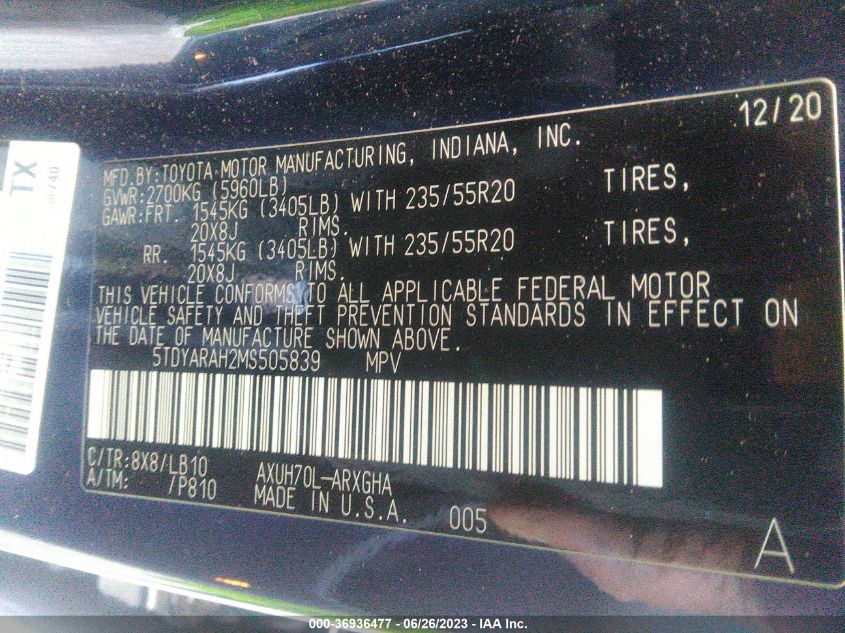 12/20
MFD.BY:TOYOTA MOTOR MANUFACTURING, INDIANA, INC.
GVWR:2700KG (5960LB)
GAWR:FRT. 1545KG (3405LB) WITH 235/55R20 TIRES,
20X8J RIMS.
RR. 1545KG (3405LB) WITH 235/55R20 TIRES,
20X8J RIMS.
THIS VEHICLE CONFORMS TO ALL APPLICABLE FEDERAL MOTOR
VEHICLE SAFETY AND THEFT PREVENTION STANDARDS IN EFFECT ON
THE DATE OF MANUFACTURE SHOWN ABOVE.
5TDYARAH2MS505839 MPV
C/TR:8X8/LB10 AXUH70L-ARXGHA
A/TM: /P810 MADE IN U.S.A. 005
A
TX
000-36936477 - 06/26/2023 - IAA Inc.